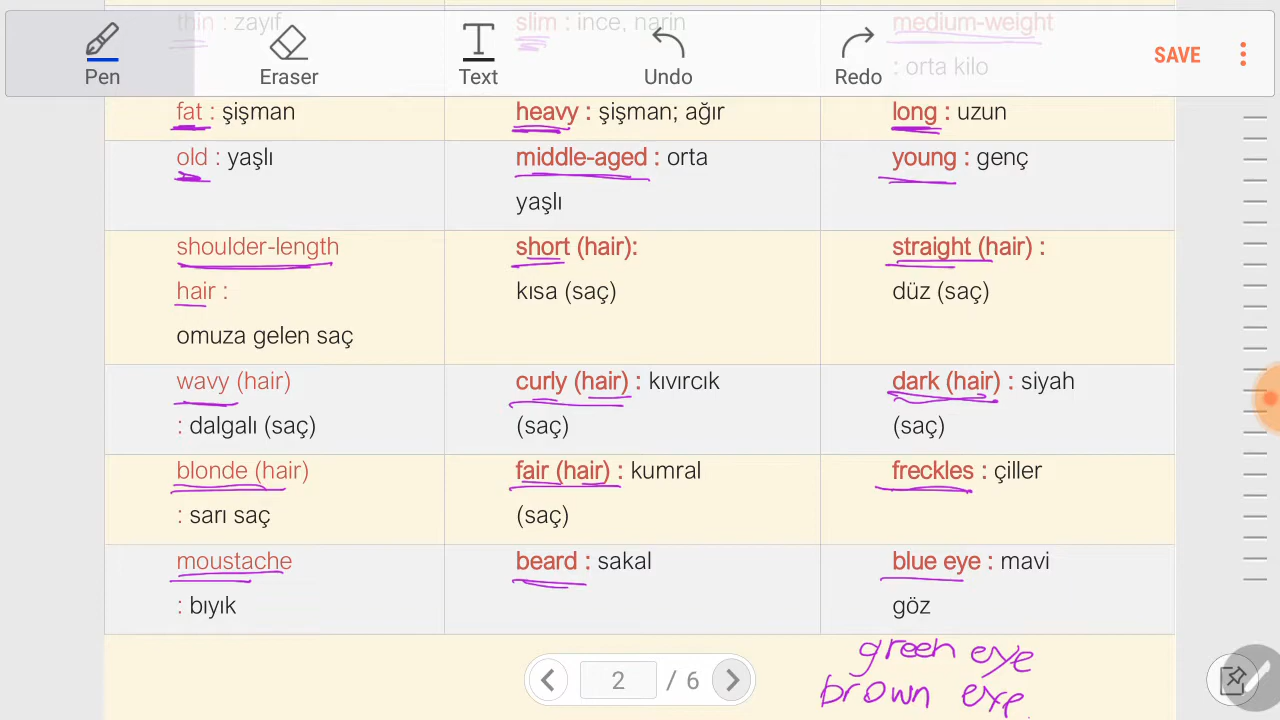 thin : zayıf
slim : ince, narin
medium-weight
: orta kilo
Pen
Eraser
Text
Undo
Redo
SAVE
fat : şişman
heavy : şişman; ağır
long : uzun
old : yaşlı
middle-aged : orta
yaşlı
young : genç
shoulder-length
hair :
omuza gelen saç
short (hair):
kısa (saç)
straight (hair) :
düz (saç)
wavy (hair)
: dalgalı (saç)
curly (hair) : kıvırcık
(saç)
dark (hair) : siyah
(saç)
blonde (hair)
: sarı saç
fair (hair) : kumral
(saç)
freckles : çiller
moustache
: bıyık
beard : sakal
blue eye : mavi
göz
green eye
brown eye
2 / 6